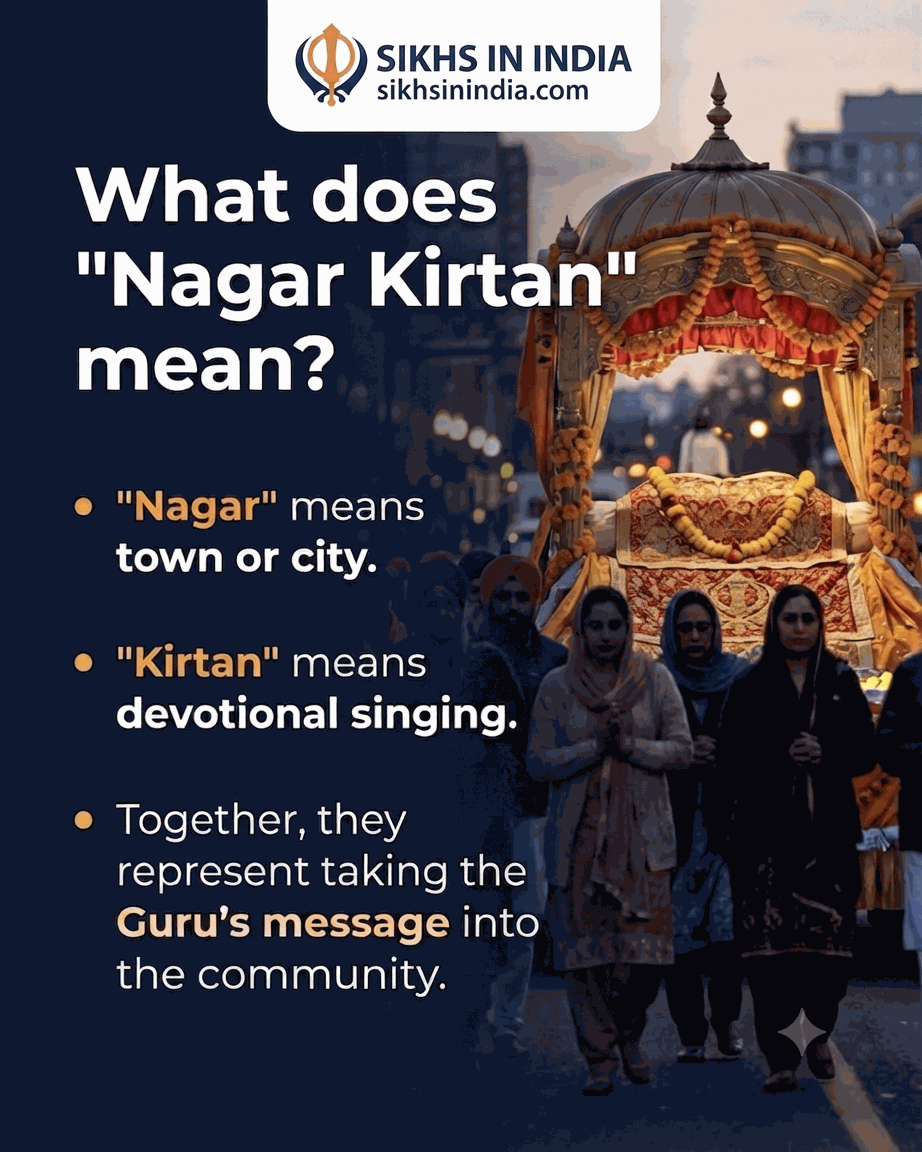 SIKHS IN INDIA
sikhsinindia.com
What does
"Nagar Kirtan"
mean?
"Nagar" means
town or city.
"Kirtan" means
devotional singing.
Together, they
represent taking the
Guru’s message into
the community.